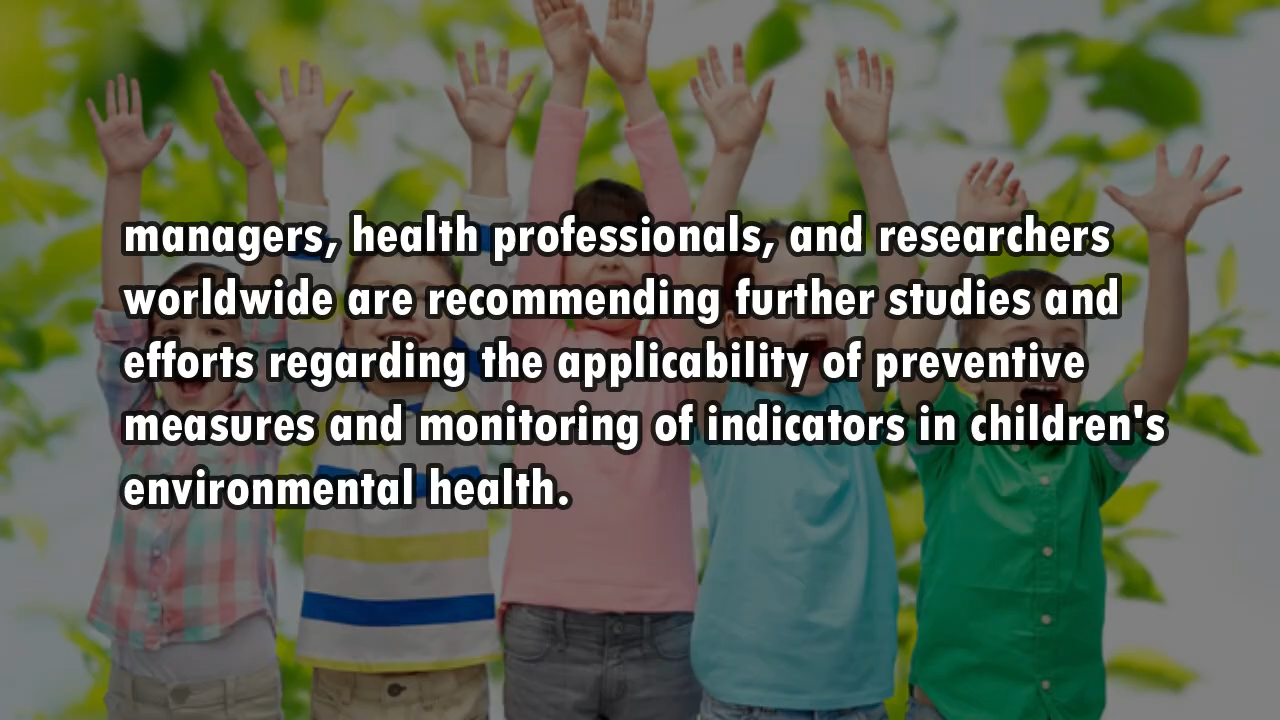 managers, health professionals, and researchers
worldwide are recommending further studies and
efforts regarding the applicability of preventive
measures and monitoring of indicators in children's
environmental health.